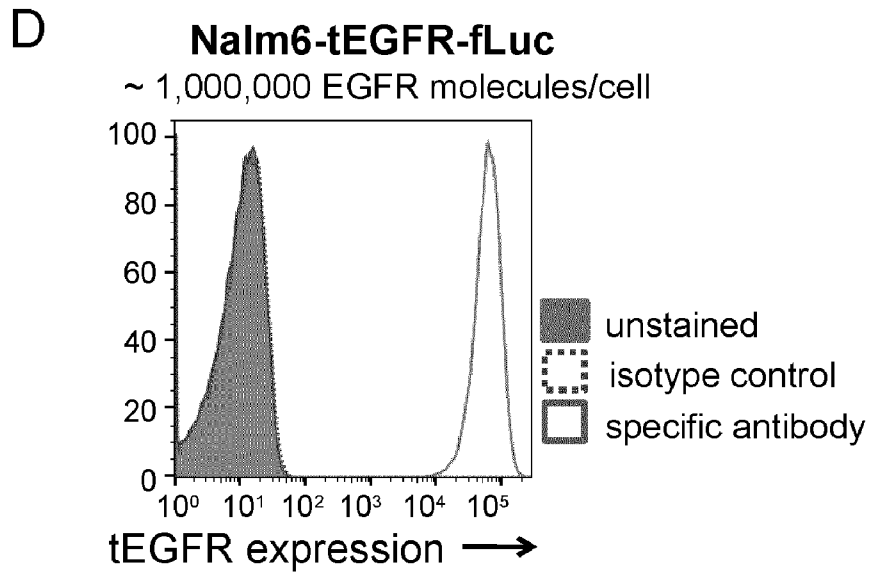 D
Nalm6-tEGFR-fLuc
~ 1,000,000 EGFR molecules/cell
100
80
60
40
20
0
10⁰ 10¹ 10² 10³ 10⁴ 10⁵
tEGFR expression →
unstained
isotype control
specific antibody